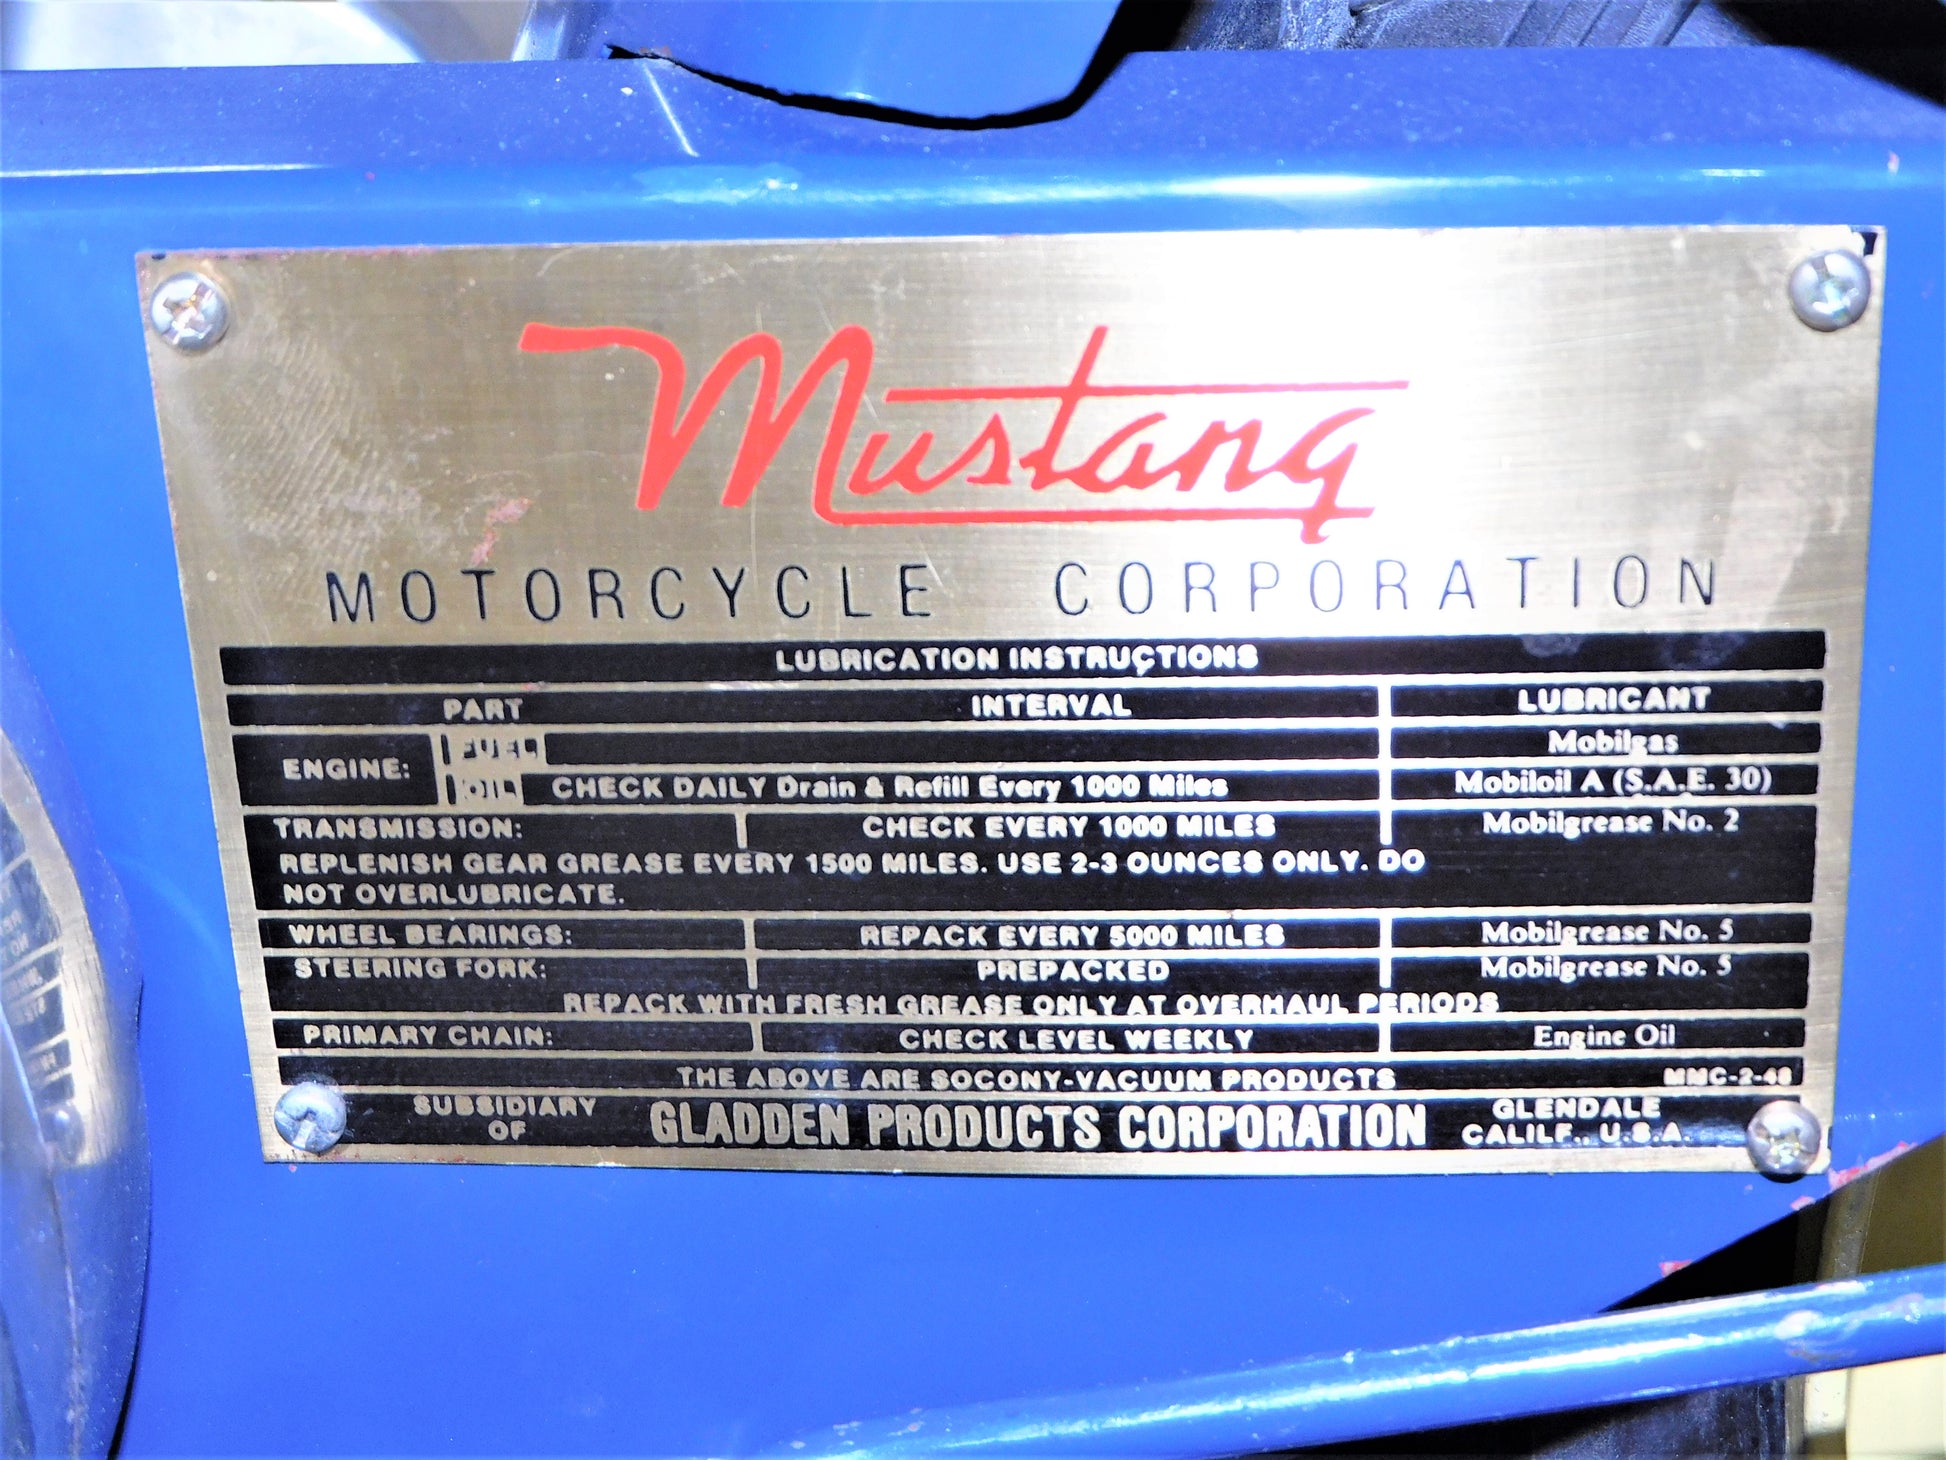 Mustang
MOTORCYCLE CORPORATION
LUBRICATION INSTRUCTIONS
PART INTERVAL LUBRICANT
ENGINE: FUEL Mobilgas
OIL CHECK DAILY Drain & Refill Every 1000 Miles Mobiloil A (S.A.E. 30)
TRANSMISSION: CHECK EVERY 1000 MILES Mobilgrease No. 2
REPLENISH GEAR GREASE EVERY 1500 MILES. USE 2-3 OUNCES ONLY. DO
NOT OVERLUBRICATE.
WHEEL BEARINGS: REPACK EVERY 5000 MILES Mobilgrease No. 5
STEERING FORK: PREPACKED Mobilgrease No. 5
REPACK WITH FRESH GREASE ONLY AT OVERHAUL PERIODS
PRIMARY CHAIN: CHECK LEVEL WEEKLY Engine Oil
THE ABOVE ARE SOCONY-VACUUM PRODUCTS MMC-2-48
SUBSIDIARY OF GLADDEN PRODUCTS CORPORATION GLENDALE
CALILF., U.S.A.